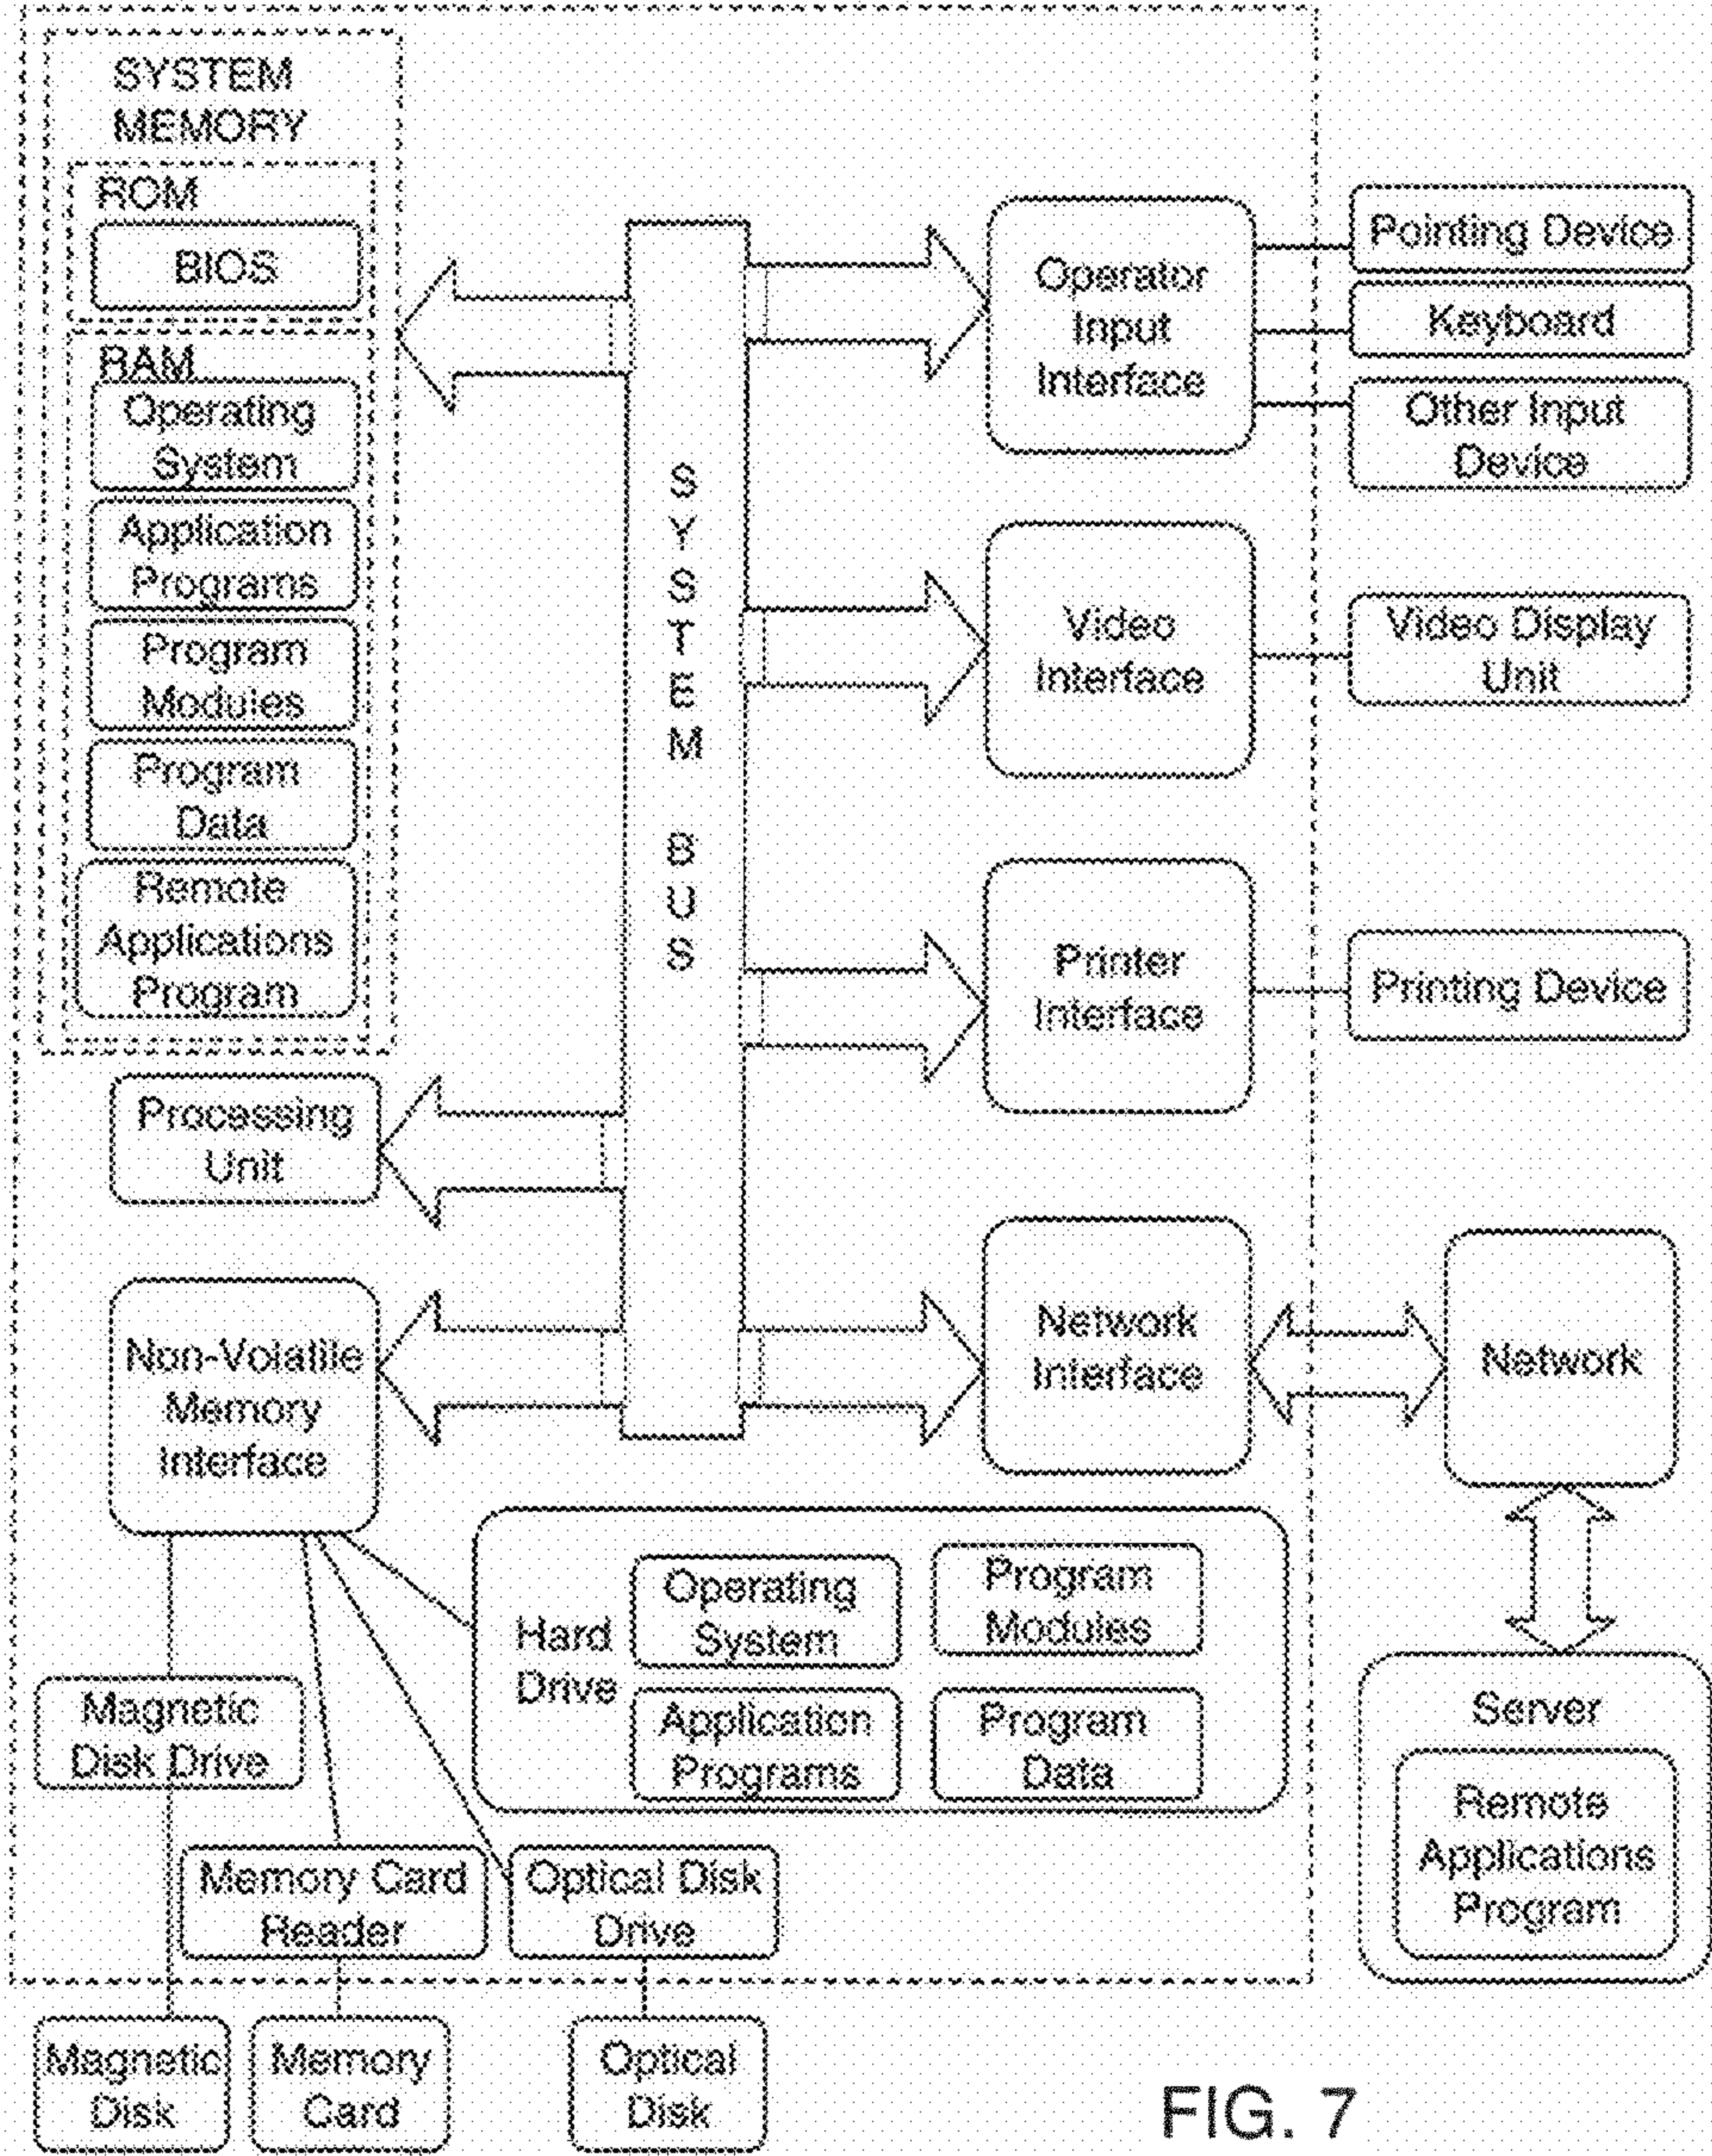 SYSTEM
MEMORY
ROM
BIOS
RAM
Operating
System
Application
Programs
Program
Modules
Program
Data
Remote
Applications
Program
Processing
Unit
Non-Volatile
Memory
Interface
SYSTEM BUS
Operator
Input
Interface
Pointing Device
Keyboard
Other Input
Device
Video
Interface
Video Display
Unit
Printer
Interface
Printing Device
Network
Interface
Network
Hard
Drive
Operating
System
Program
Modules
Application
Programs
Program
Data
Server
Remote
Applications
Program
Magnetic
Disk Drive
Memory Card
Reader
Optical Disk
Drive
Magnetic
Disk
Memory
Card
Optical
Disk
FIG. 7